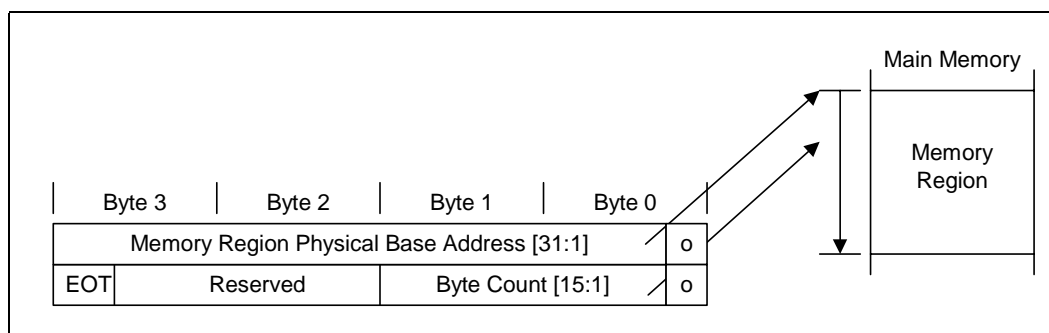 Main Memory
Memory
Region
Byte 3 Byte 2 Byte 1 Byte 0
Memory Region Physical Base Address [31:1] o
EOT Reserved Byte Count [15:1] o